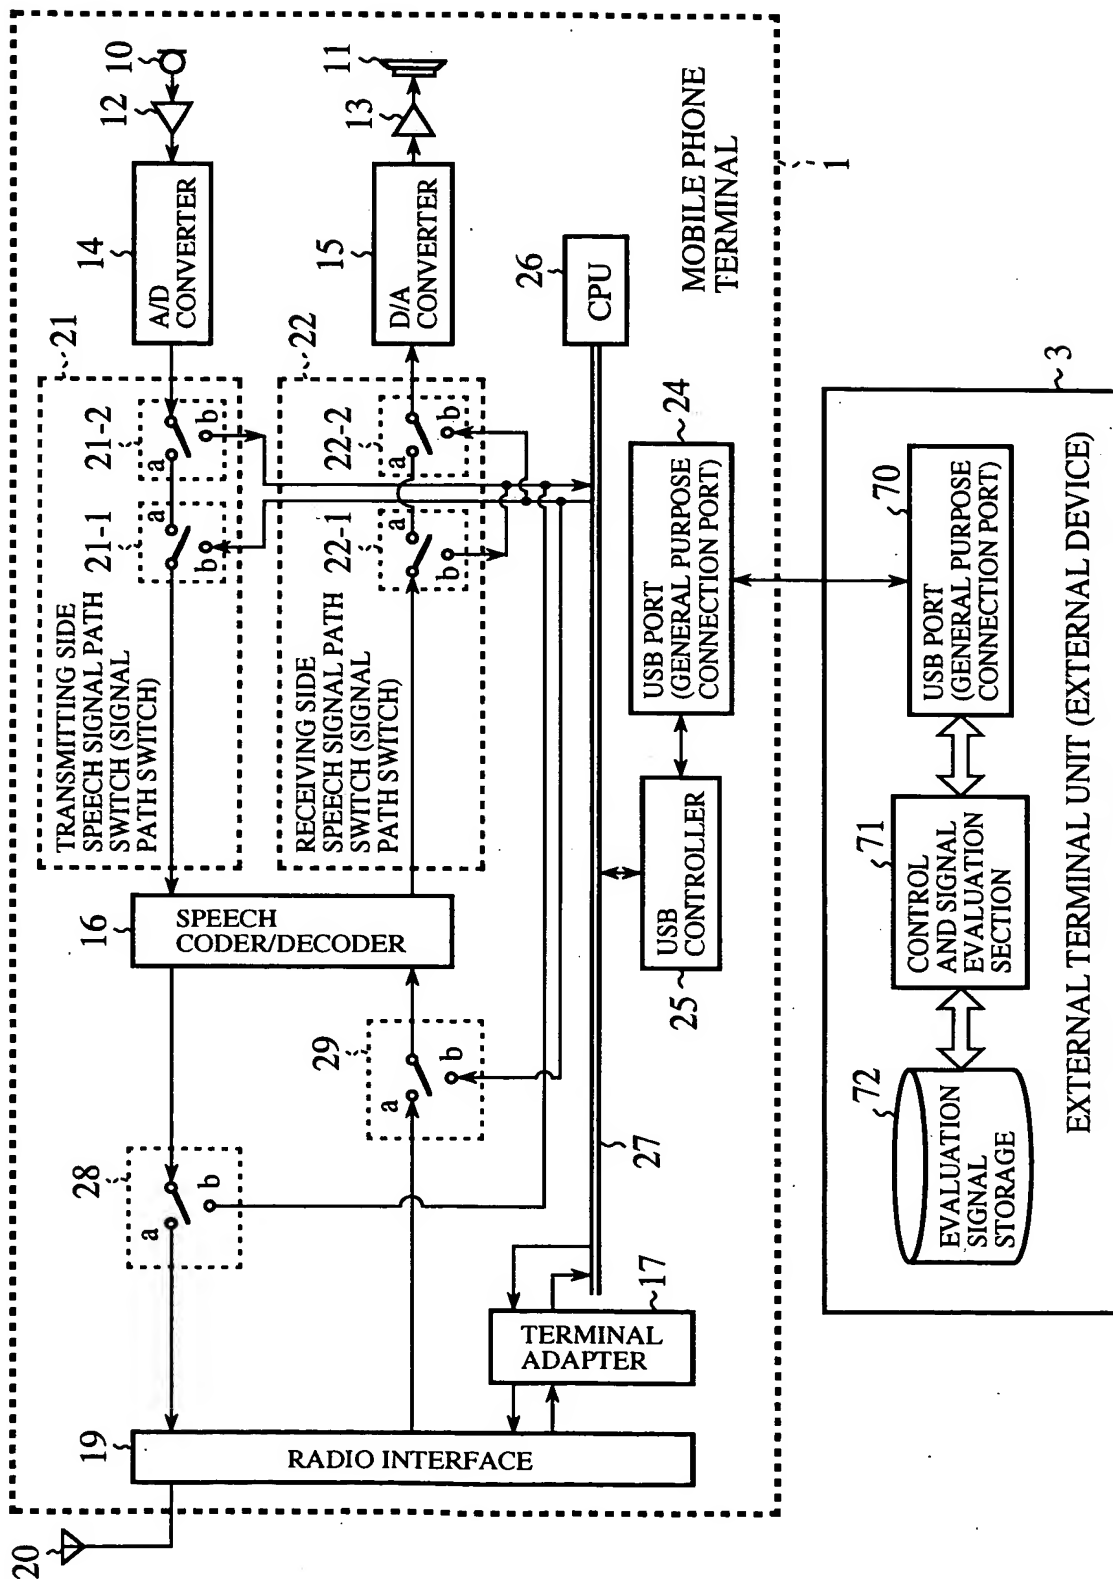 20
19
RADIO INTERFACE
28
a
b
29
a
b
16
SPEECH
CODER/DECODER
TRANSMITTING SIDE
SPEECH SIGNAL PATH
SWITCH (SIGNAL
PATH SWITCH)
21
21-1
a
b
21-2
a
b
14
A/D
CONVERTER
12
10
RECEIVING SIDE
SPEECH SIGNAL PATH
SWITCH (SIGNAL
PATH SWITCH)
22
22-1
b
22-2
a
b
15
D/A
CONVERTER
13
11
TERMINAL
ADAPTER
17
27
26
CPU
USB
CONTROLLER
25
USB PORT
(GENERAL PURPOSE
CONNECTION PORT)
24
MOBILE PHONE
TERMINAL
1
72
EVALUATION
SIGNAL
STORAGE
71
CONTROL
AND SIGNAL
EVALUATION
SECTION
70
USB PORT
(GENERAL PURPOSE
CONNECTION PORT)
3
EXTERNAL TERMINAL UNIT (EXTERNAL DEVICE)